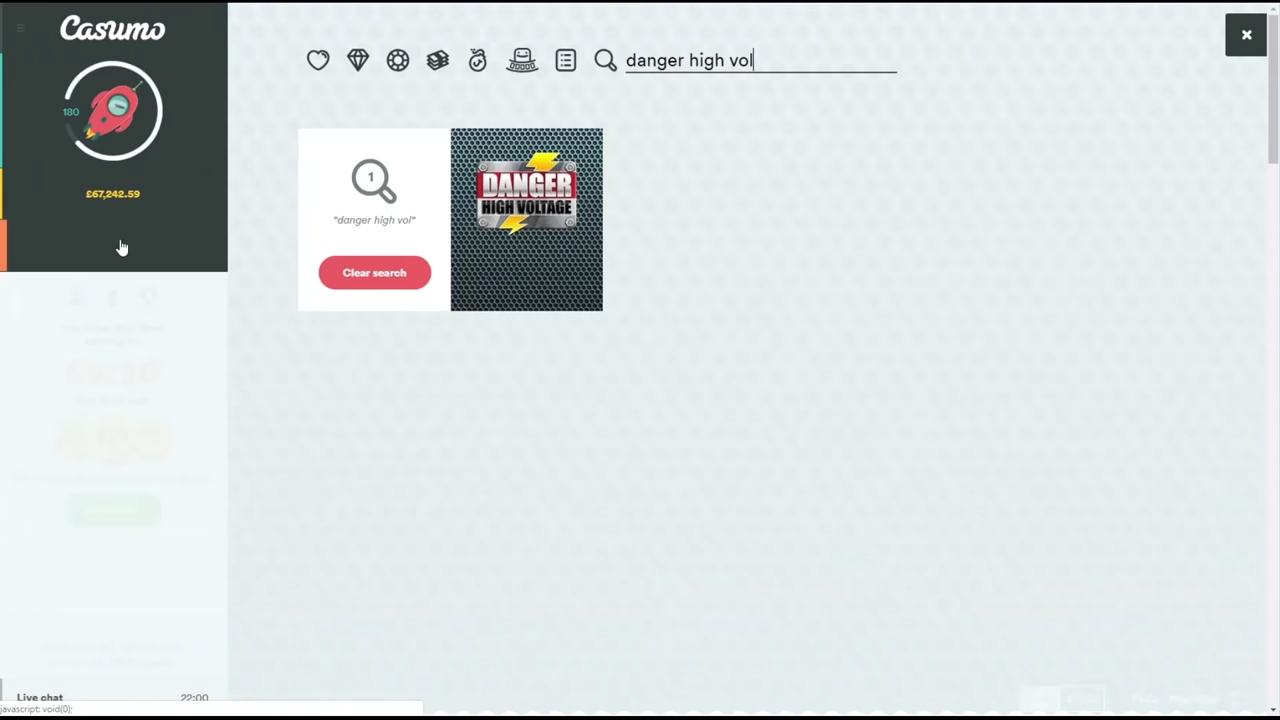 Casumo
danger high vol
180
£67,242.59
1
"danger high vol"
Clear search
DANGER
HIGH VOLTAGE
Live chat 22:00
javascript: void(0);